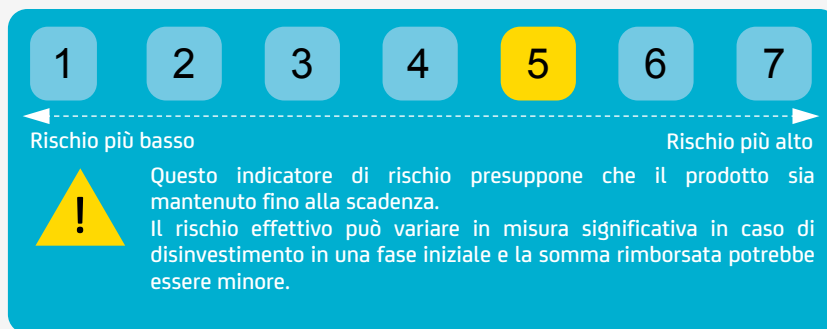 1 2 3 4 5 6 7
Rischio più basso Rischio più alto
! Questo indicatore di rischio presuppone che il prodotto sia
mantenuto fino alla scadenza.
Il rischio effettivo può variare in misura significativa in caso di
disinvestimento in una fase iniziale e la somma rimborsata potrebbe
essere minore.